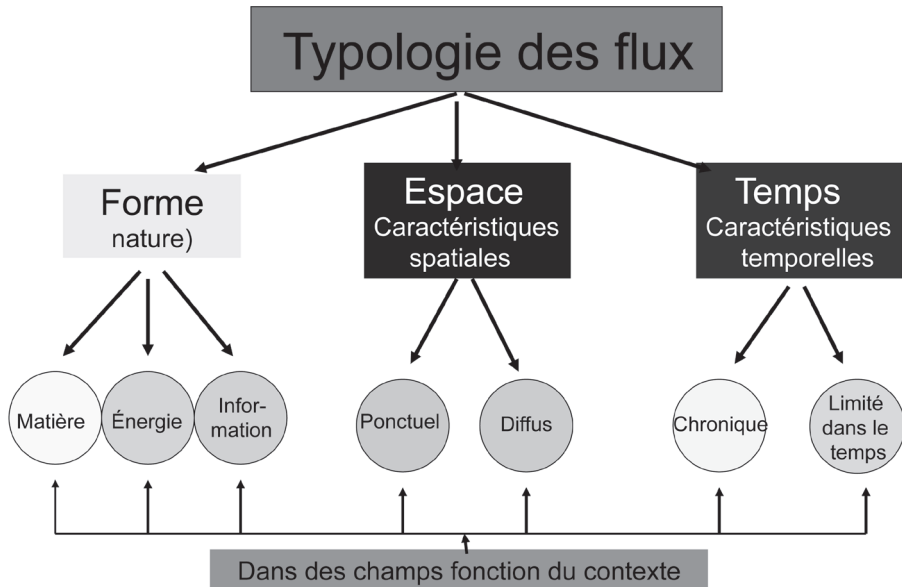 Typologie des flux
Forme
nature)
Espace
Caractéristiques
spatiales
Temps
Caractéristiques
temporelles
Matière
Énergie
Infor-
mation
Ponctuel
Diffus
Chronique
Limité
dans le
temps
Dans des champs fonction du contexte